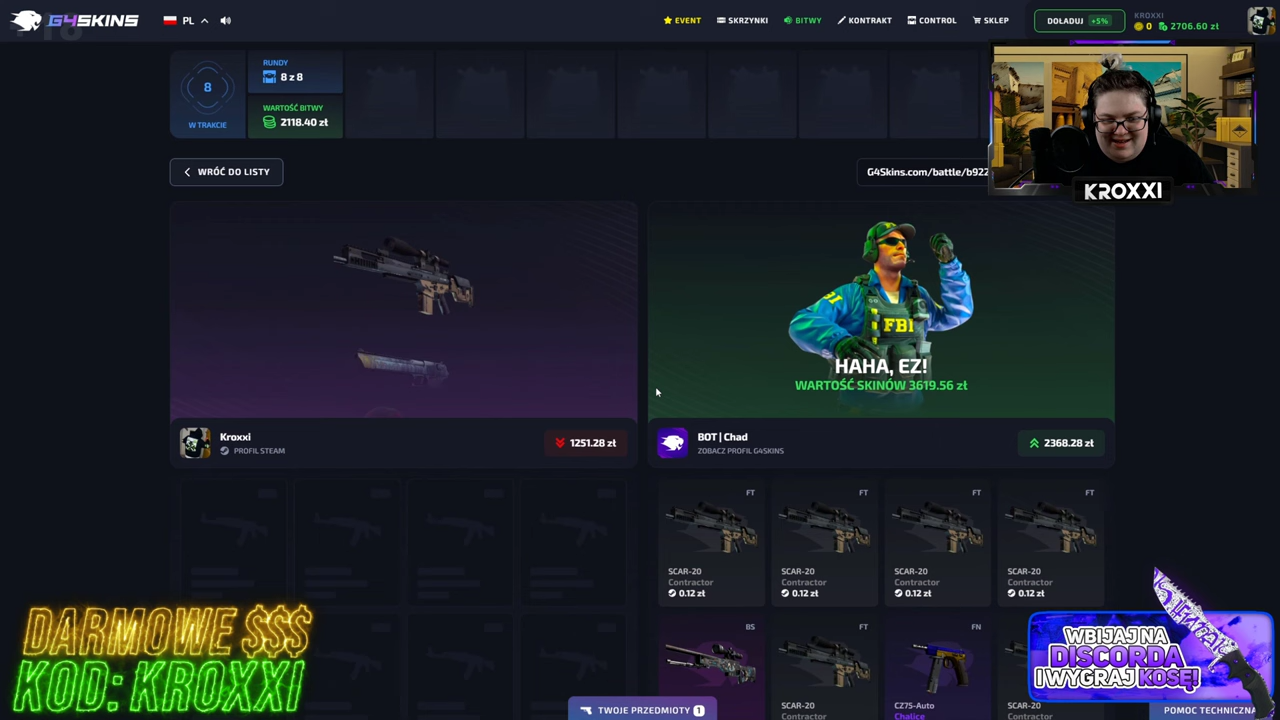 G4SKINS
PL
EVENT
SKRZYNKI
BITWY
KONTRAKT
CONTROL
SKLEP
DOŁADUJ +5%
KROXXI
0 2706.60 zł
8
W TRAKCIE
RUNDY
8 z 8
WARTOŚĆ BITWY
2118.40 zł
WRÓĆ DO LISTY
G4Skins.com/battle/b922
KROXXI
FBI
HAHA, EZ!
WARTOŚĆ SKINÓW 3619.56 zł
Kroxxi
PROFIL STEAM
1251.28 zł
BOT | Chad
ZOBACZ PROFIL G4SKINS
2368.28 zł
FT
SCAR-20
Contractor
0.12 zł
FT
SCAR-20
Contractor
0.12 zł
FT
SCAR-20
Contractor
0.12 zł
FT
SCAR-20
Contractor
0.12 zł
BS
FT
SCAR-20
FN
CZ75-Auto
Chalice
DARMOWE $$$
KOD: KROXXI
WBIJAJ NA
DISCORDA
I WYGRAJ KOSĘ!
TWOJE PRZEDMIOTY 1
POMOC TECHNICZNA